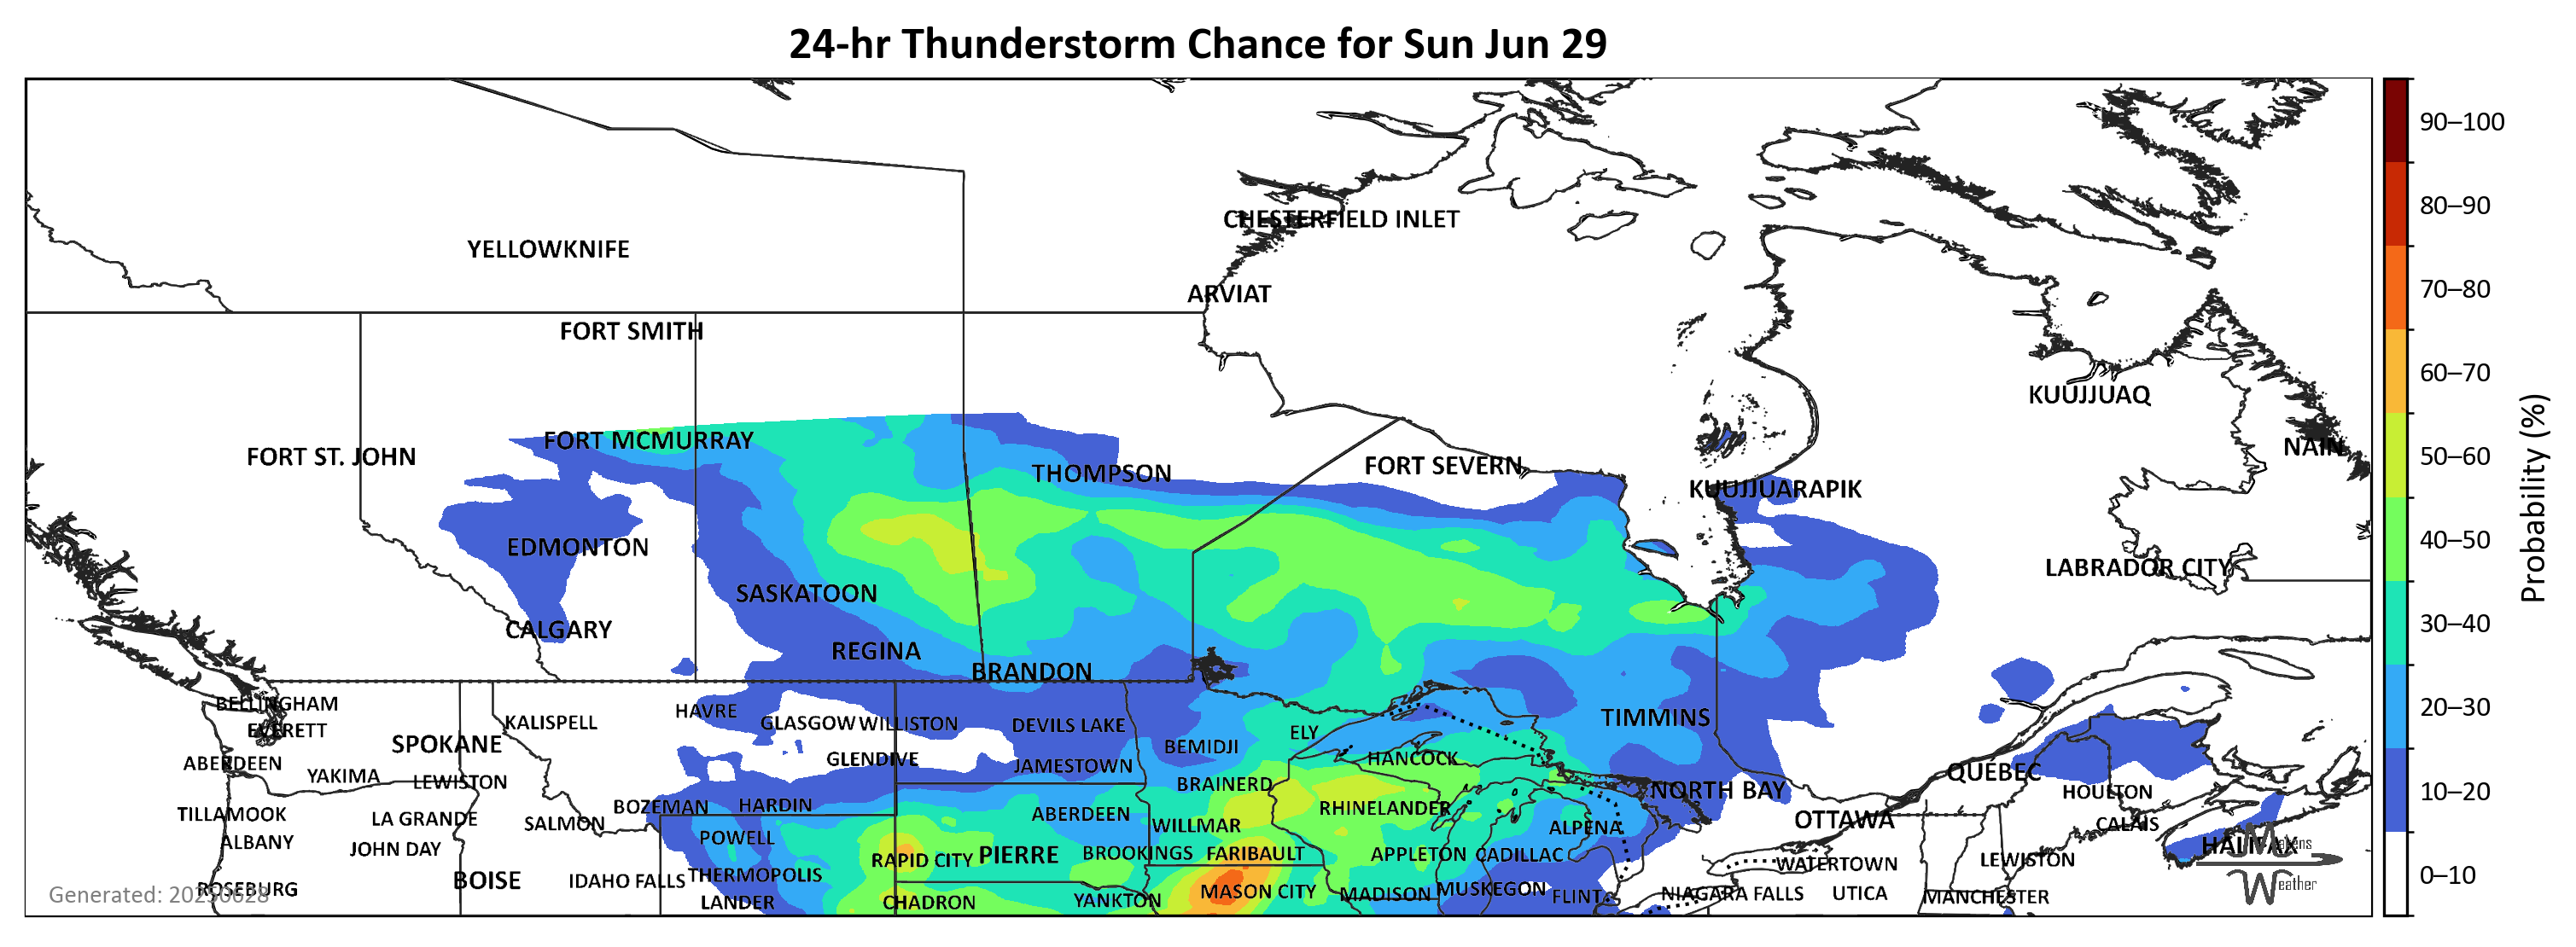 24-hr Thunderstorm Chance for Sun Jun 29
90–100
80–90
70–80
60–70
50–60
40–50
30–40
20–30
10–20
0–10
Probability (%)
CHESTERFIELD INLET
YELLOWKNIFE
ARVIAT
FORT SMITH
KUUJJUAQ
FORT MCMURRAY
NAIN
FORT ST. JOHN
FORT SEVERN
THOMPSON
KUUJJUARAPIK
EDMONTON
LABRADOR CITY
SASKATOON
CALGARY
REGINA
BRANDON
BELLINGHAM
HAVRE
TIMMINS
KALISPELL
GLASGOW
WILLISTON
DEVILS LAKE
EVERETT
ELY
SPOKANE
BEMIDJI
GLENDIVE
HANCOCK
ABERDEEN
JAMESTOWN
QUÉBEC
YAKIMA
LEWISTON
BRAINERD
NORTH BAY
HOULTON
BOZEMAN
HARDIN
RHINELANDER
TILLAMOOK
ABERDEEN
LA GRANDE
SALMON
OTTAWA
WILLMAR
CALAIS
ALPENA
ALBANY
POWELL
HALIFAX
Matens
JOHN DAY
BROOKINGS
FARIBAULT
PIERRE
APPLETON
CADILLAC
RAPID CITY
LEWISTON
WATERTOWN
THERMOPOLIS
BOISE
IDAHO FALLS
Weather
ROSEBURG
MASON CITY
MUSKEGON
MADISON
NIAGARA FALLS
UTICA
Generated: 20250628
FLINT
MANCHESTER
YANKTON
LANDER
CHADRON